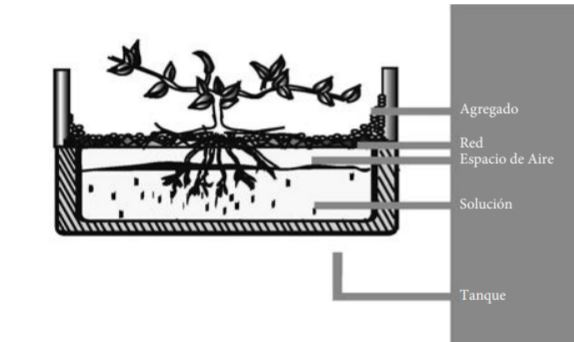 Agregado
Red
Espacio de Aire
Solución
Tanque